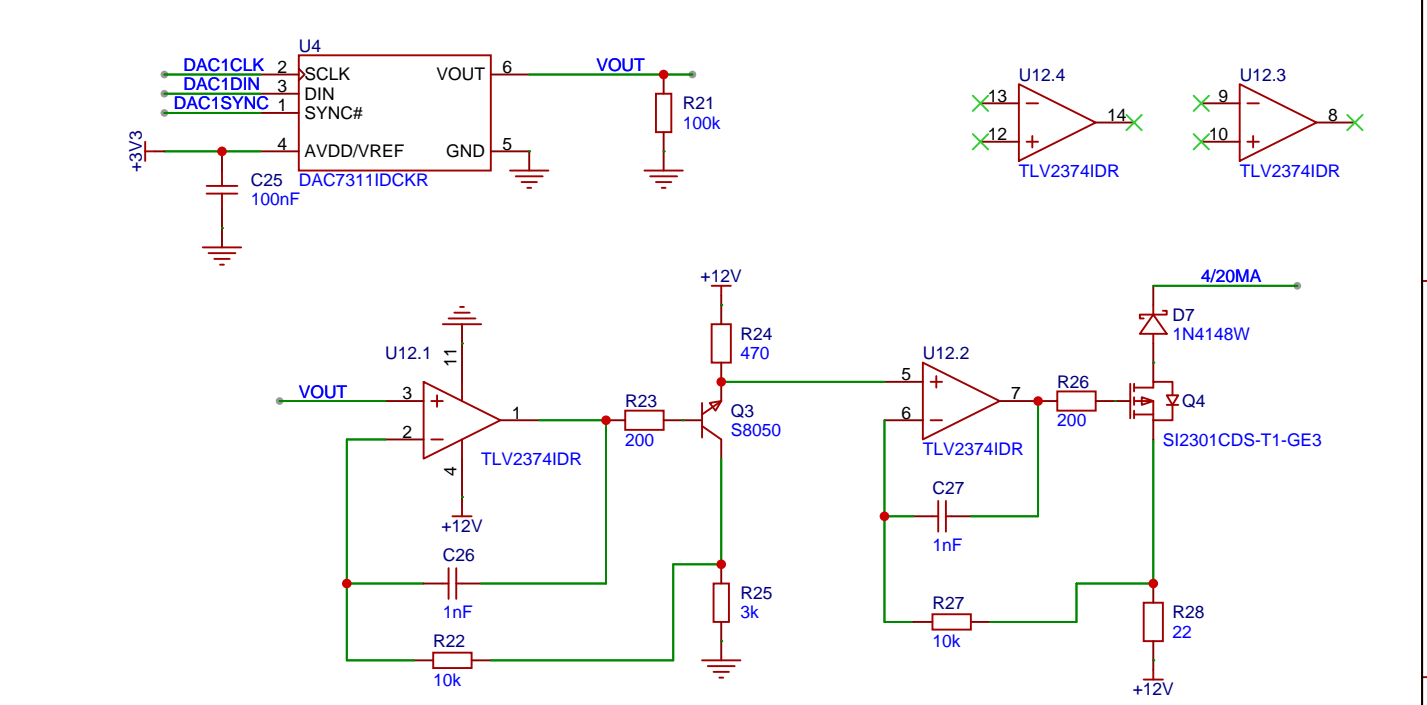 U4
DAC1CLK 2 SCLK VOUT 6 VOUT
DAC1DIN 3 DIN
DAC1SYNC 1 SYNC#
+3V3 4 AVDD/VREF GND 5
DAC7311IDCKR
C25
100nF
R21
100k
U12.4
13
12
14
TLV2374IDR
U12.3
9
10
8
TLV2374IDR
U12.1
11
VOUT 3
2
1
4
TLV2374IDR
+12V
R23
200
C26
1nF
R22
10k
+12V
R24
470
Q3
S8050
R25
3k
U12.2
5
6
7
TLV2374IDR
R26
200
C27
1nF
R27
10k
4/20MA
D7
1N4148W
Q4
SI2301CDS-T1-GE3
R28
22
+12V